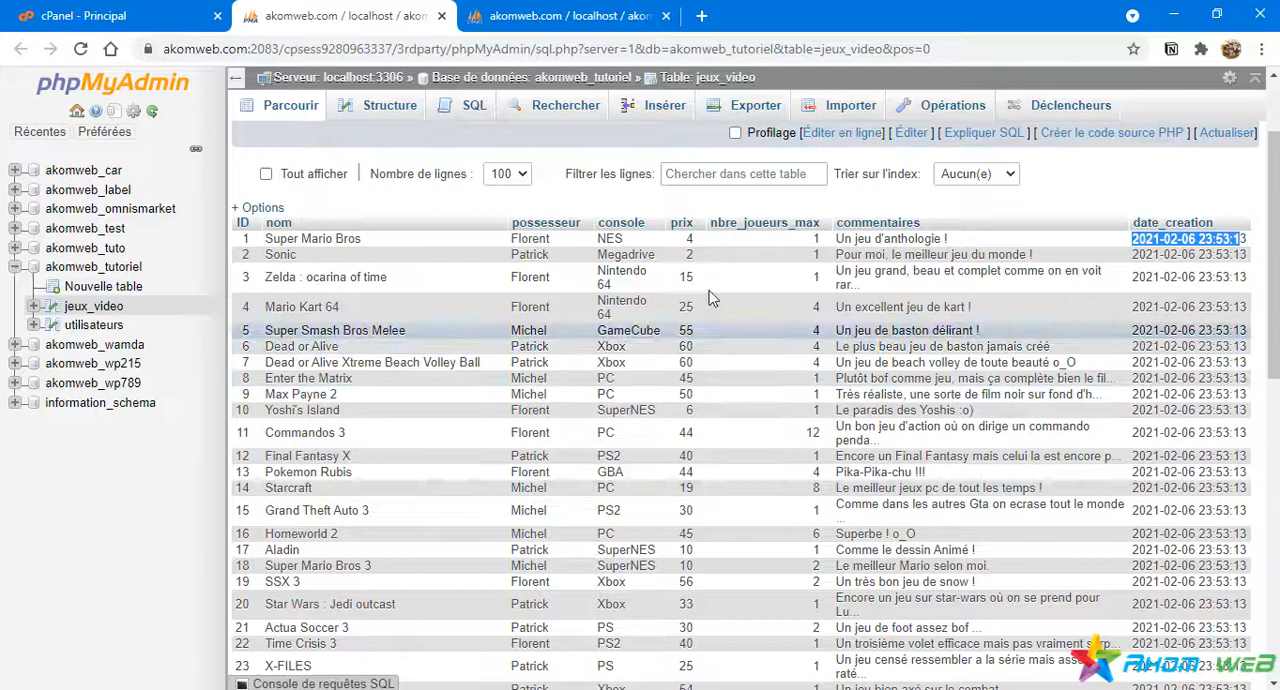 cPanel - Principal
akomweb.com / localhost / akom
akomweb.com / localhost / akom
akomweb.com:2083/cpsess9280963337/3rdparty/phpMyAdmin/sql.php?server=1&db=akomweb_tutoriel&table=jeux_video&pos=0
phpMyAdmin
Récentes Préférées
akomweb_car
akomweb_label
akomweb_omnismarket
akomweb_test
akomweb_tuto
akomweb_tutoriel
Nouvelle table
jeux_video
utilisateurs
akomweb_wamda
akomweb_wp215
akomweb_wp789
information_schema
Serveur: localhost:3306 » Base de données: akomweb_tutoriel » Table: jeux_video
Parcourir Structure SQL Rechercher Insérer Exporter Importer Opérations Déclencheurs
Profilage [Éditer en ligne] [ Éditer ] [ Expliquer SQL ] [ Créer le code source PHP ] [ Actualiser]
Tout afficher Nombre de lignes : 100 Filtrer les lignes: Chercher dans cette table Trier sur l'index: Aucun(e)
+ Options
ID nom possesseur console prix nbre_joueurs_max commentaires date_creation
1 Super Mario Bros Florent NES 4 1 Un jeu d'anthologie ! 2021-02-06 23:53:13
2 Sonic Patrick Megadrive 2 1 Pour moi, le meilleur jeu du monde ! 2021-02-06 23:53:13
3 Zelda : ocarina of time Florent Nintendo 64 15 1 Un jeu grand, beau et complet comme on en voit rar... 2021-02-06 23:53:13
4 Mario Kart 64 Florent Nintendo 64 25 4 Un excellent jeu de kart ! 2021-02-06 23:53:13
5 Super Smash Bros Melee Michel GameCube 55 4 Un jeu de baston délirant ! 2021-02-06 23:53:13
6 Dead or Alive Patrick Xbox 60 4 Le plus beau jeu de baston jamais créé 2021-02-06 23:53:13
7 Dead or Alive Xtreme Beach Volley Ball Patrick Xbox 60 4 Un jeu de beach volley de toute beauté o_O 2021-02-06 23:53:13
8 Enter the Matrix Michel PC 45 1 Plutôt bof comme jeu, mais ça complète bien le fil... 2021-02-06 23:53:13
9 Max Payne 2 Michel PC 50 1 Très réaliste, une sorte de film noir sur fond d'h... 2021-02-06 23:53:13
10 Yoshi's Island Florent SuperNES 6 1 Le paradis des Yoshis :o) 2021-02-06 23:53:13
11 Commandos 3 Florent PC 44 12 Un bon jeu d'action où on dirige un commando penda... 2021-02-06 23:53:13
12 Final Fantasy X Patrick PS2 40 1 Encore un Final Fantasy mais celui la est encore p... 2021-02-06 23:53:13
13 Pokemon Rubis Florent GBA 44 4 Pika-Pika-chu !!! 2021-02-06 23:53:13
14 Starcraft Michel PC 19 8 Le meilleur jeux pc de tout les temps ! 2021-02-06 23:53:13
15 Grand Theft Auto 3 Michel PS2 30 1 Comme dans les autres Gta on ecrase tout le monde ... 2021-02-06 23:53:13
16 Homeworld 2 Michel PC 45 6 Superbe ! o_O 2021-02-06 23:53:13
17 Aladin Patrick SuperNES 10 1 Comme le dessin Animé ! 2021-02-06 23:53:13
18 Super Mario Bros 3 Michel SuperNES 10 2 Le meilleur Mario selon moi. 2021-02-06 23:53:13
19 SSX 3 Florent Xbox 56 2 Un très bon jeu de snow ! 2021-02-06 23:53:13
20 Star Wars : Jedi outcast Patrick Xbox 33 1 Encore un jeu sur star-wars où on se prend pour Lu... 2021-02-06 23:53:13
21 Actua Soccer 3 Patrick PS 30 2 Un jeu de foot assez bof ... 2021-02-06 23:53:13
22 Time Crisis 3 Florent PS2 40 1 Un troisième volet efficace mais pas vraiment surp... 2021-02-06 23:53:13
23 X-FILES Patrick PS 25 1 Un jeu censé ressembler a la série mais raté...
Patrick Xbox 54 Un jeu bien axé sur le combat
Console de requêtes SQL
Akom WEB